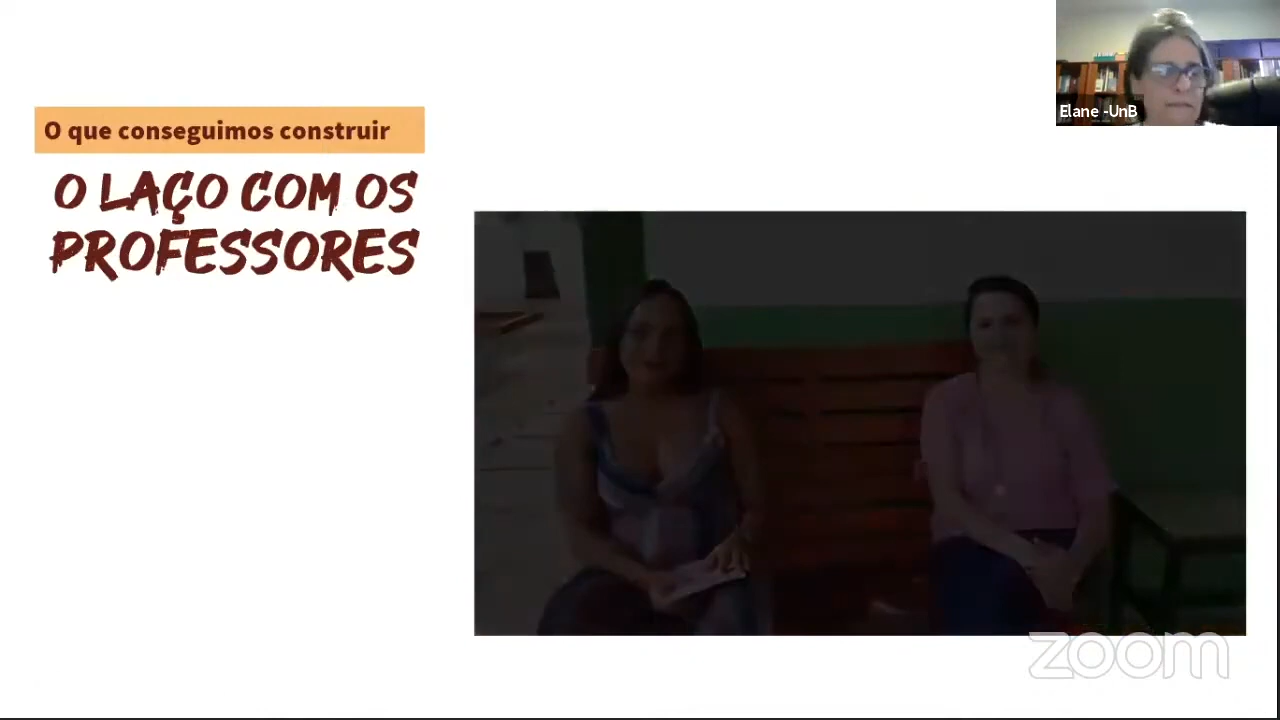 O que conseguimos construir
O LAÇO COM OS
PROFESSORES
Elane -UnB
zoom